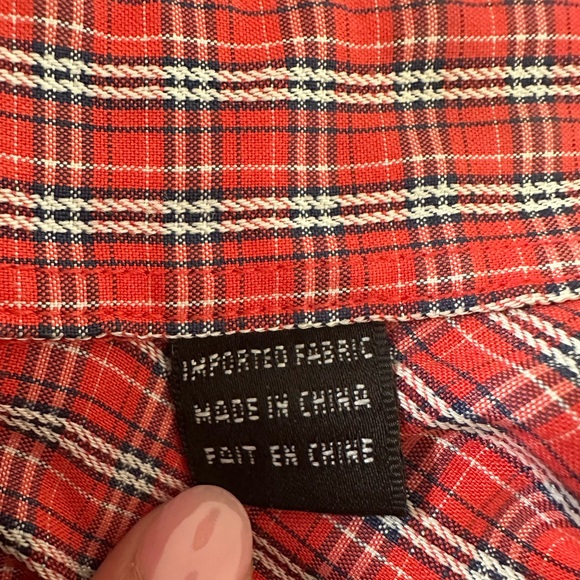 IMPORTED FABRIC
MADE IN CHINA
FAIT EN CHINE